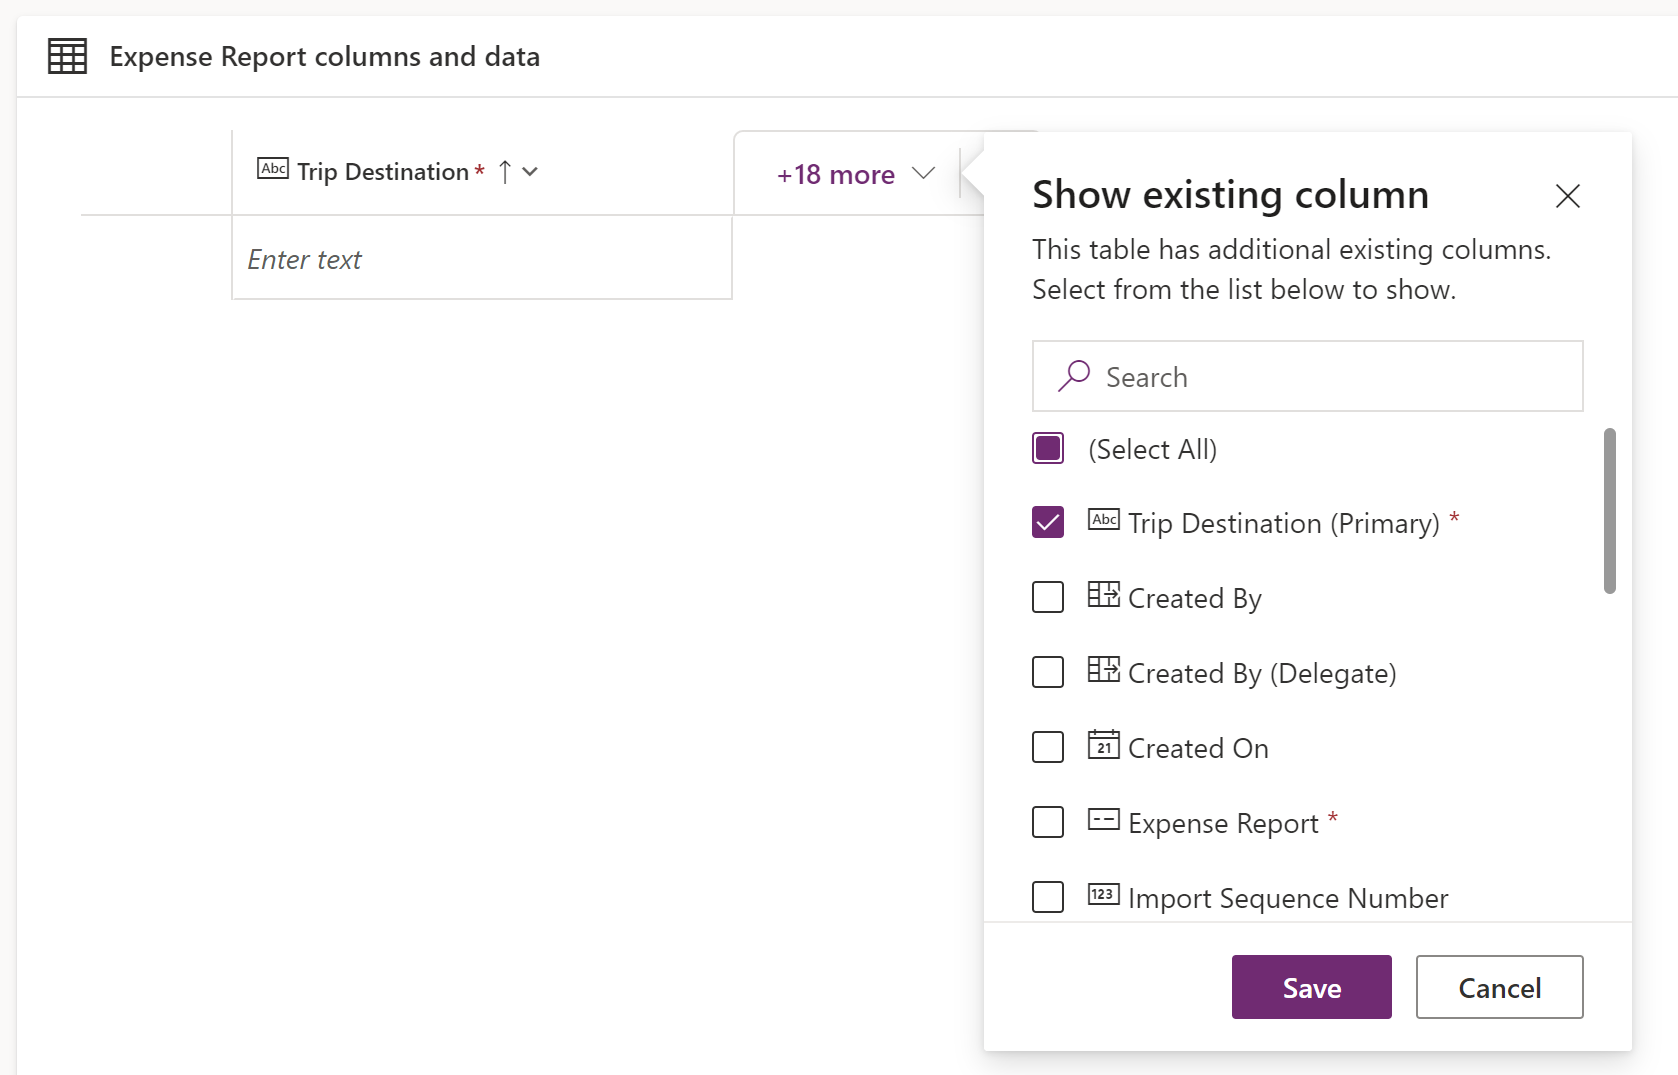 Expense Report columns and data
Abc Trip Destination *
+18 more
Enter text
Show existing column
This table has additional existing columns.
Select from the list below to show.
Search
(Select All)
Abc Trip Destination (Primary) *
Created By
Created By (Delegate)
21 Created On
Expense Report *
123 Import Sequence Number
Save
Cancel